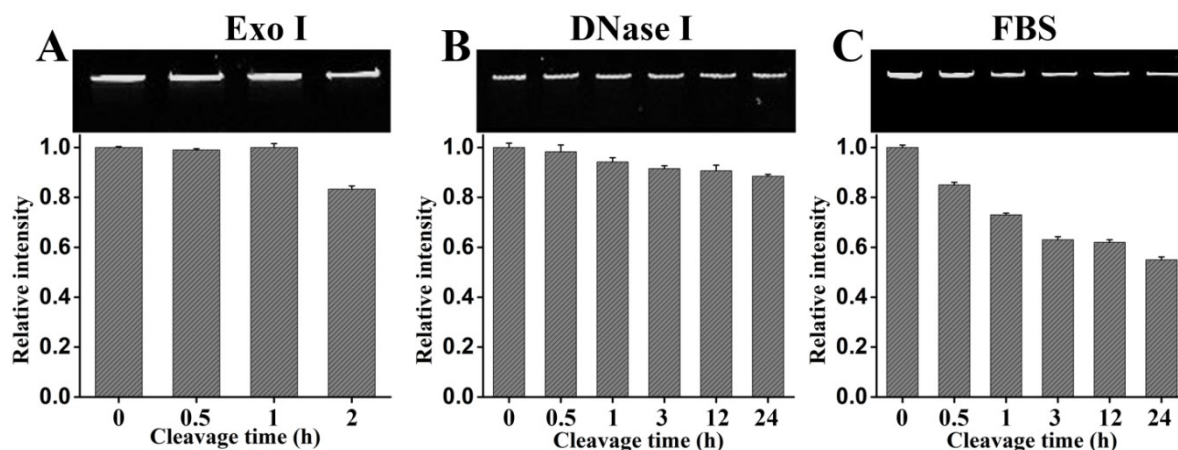 A Exo I
Relative intensity
1.0
0.8
0.6
0.4
0.2
0.0
0 0.5 1 2
Cleavage time (h)
B DNase I
Relative intensity
1.0
0.8
0.6
0.4
0.2
0.0
0 0.5 1 3 12 24
Cleavage time (h)
C FBS
Relative intensity
1.0
0.8
0.6
0.4
0.2
0.0
0 0.5 1 3 12 24
Cleavage time (h)